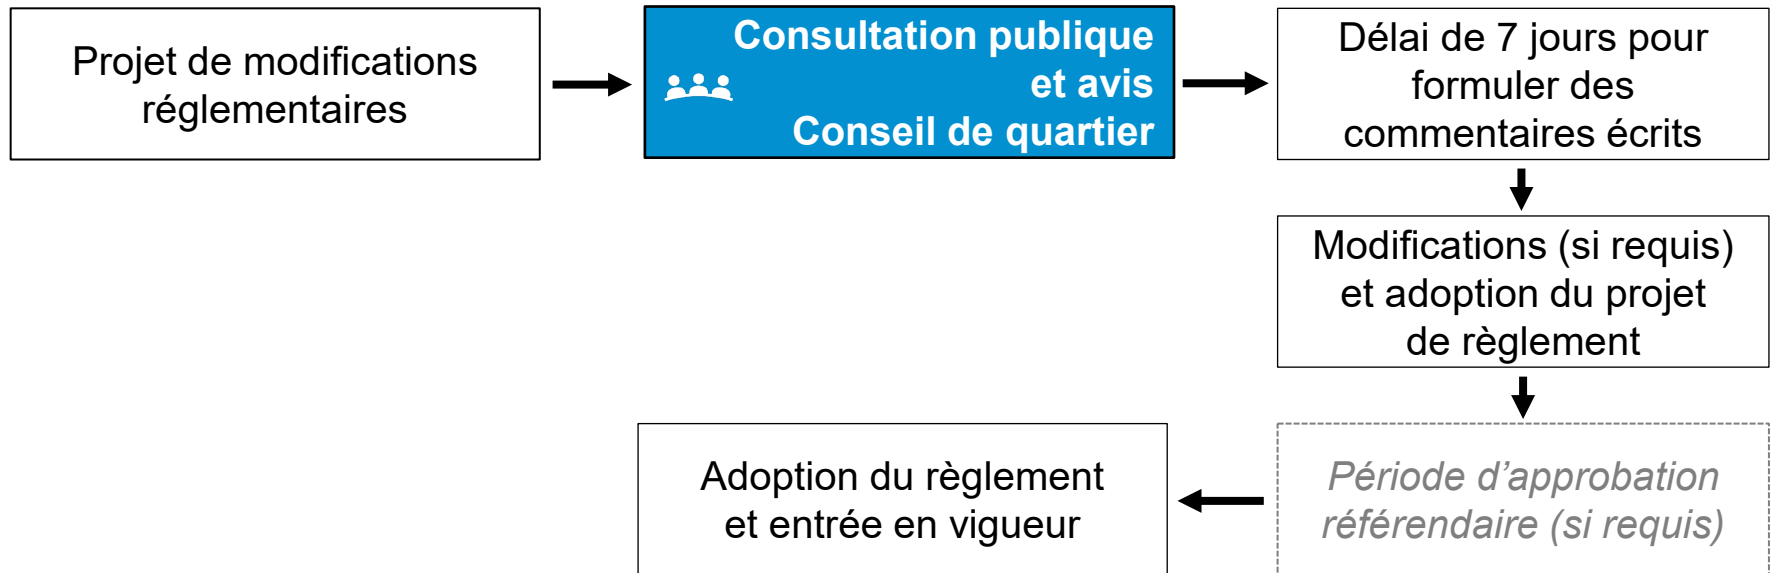 Projet de modifications
réglementaires
Consultation publique
et avis
Conseil de quartier
Délai de 7 jours pour
formuler des
commentaires écrits
Modifications (si requis)
et adoption du projet
de règlement
Période d'approbation
référendaire (si requis)
Adoption du règlement
et entrée en vigueur